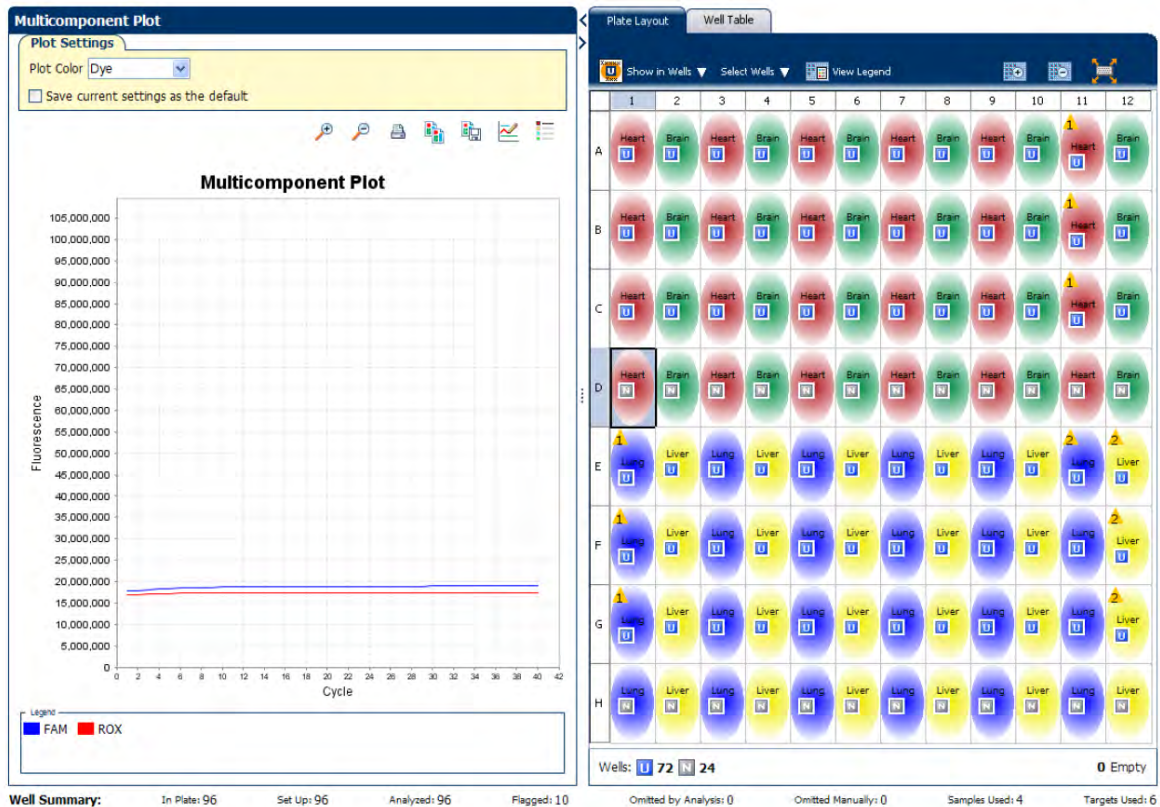 Multicomponent Plot
Plot Settings
Plot Color Dye
Save current settings as the default
Multicomponent Plot
105,000,000
100,000,000
95,000,000
90,000,000
85,000,000
80,000,000
75,000,000
70,000,000
65,000,000
60,000,000
55,000,000
50,000,000
45,000,000
40,000,000
35,000,000
30,000,000
25,000,000
20,000,000
15,000,000
10,000,000
5,000,000
0
Fluorescence
0 2 4 6 8 10 12 14 16 18 20 22 24 26 28 30 32 34 36 38 40 42
Cycle
Legend
FAM ROX
Plate Layout Well Table
U Show in Wells ▼ Select Wells ▼ View Legend
1 2 3 4 5 6 7 8 9 10 11 12
1
A Heart Brain Heart Brain Heart Brain Heart Brain Heart Brain Heart Brain
U U U U U U U U U U U U
1
B Heart Brain Heart Brain Heart Brain Heart Brain Heart Brain Heart Brain
U U U U U U U U U U U U
1
C Heart Brain Heart Brain Heart Brain Heart Brain Heart Brain Heart Brain
U U U U U U U U U U U U
D Heart Brain Heart Brain Heart Brain Heart Brain Heart Brain Heart Brain
N N N N N N N N N N N N
1 2 2
E Lung Liver Lung Liver Lung Liver Lung Liver Lung Liver Lung Liver
U U U U U U U U U U U U
1 2
F Lung Liver Lung Liver Lung Liver Lung Liver Lung Liver Lung Liver
U U U U U U U U U U U U
1 2
G Lung Liver Lung Liver Lung Liver Lung Liver Lung Liver Lung Liver
U U U U U U U U U U U U
H Lung Liver Lung Liver Lung Liver Lung Liver Lung Liver Lung Liver
N N N N N N N N N N N N
Wells: U 72 N 24 0 Empty
Well Summary: In Plate: 96 Set Up: 96 Analyzed: 96 Flagged: 10 Omitted by Analysis: 0 Omitted Manually: 0 Samples Used: 4 Targets Used: 6